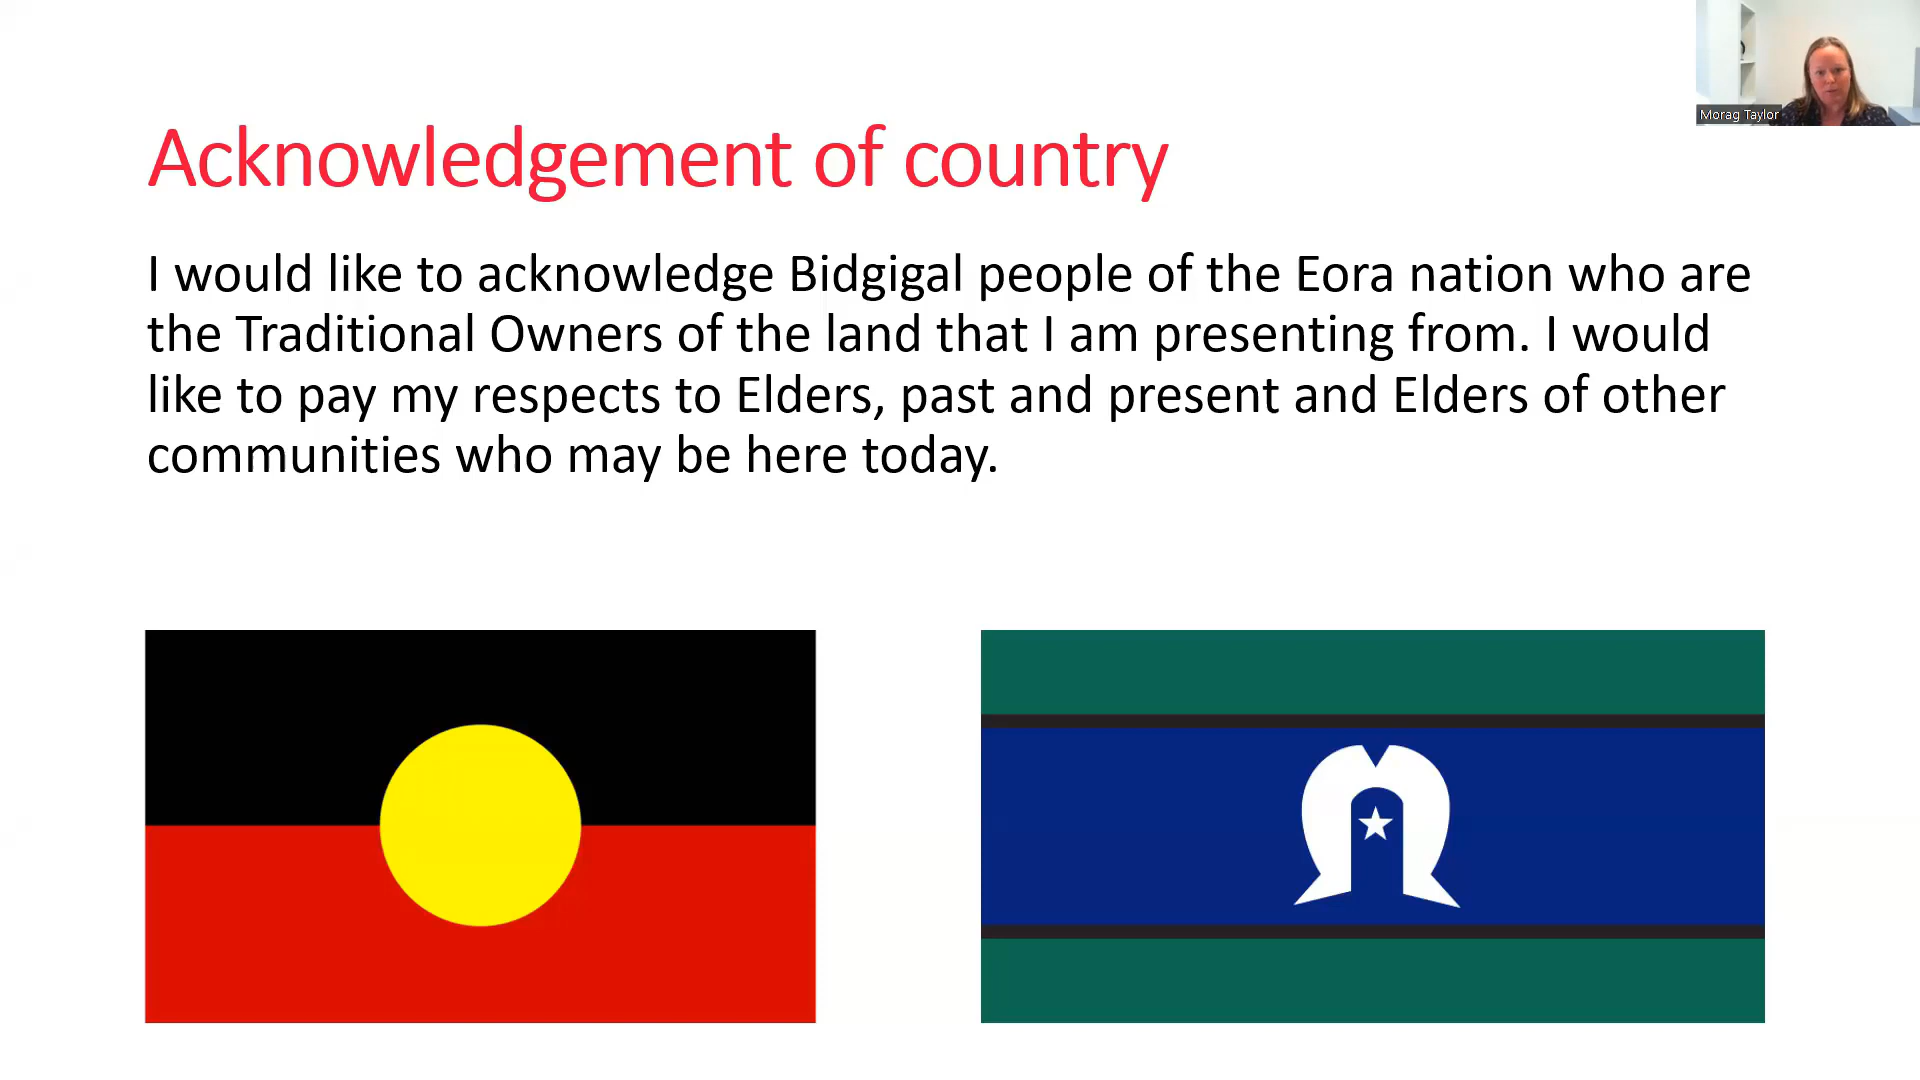 Acknowledgement of country
I would like to acknowledge Bidgigal people of the Eora nation who are
the Traditional Owners of the land that I am presenting from. I would
like to pay my respects to Elders, past and present and Elders of other
communities who may be here today.
Morag Taylor